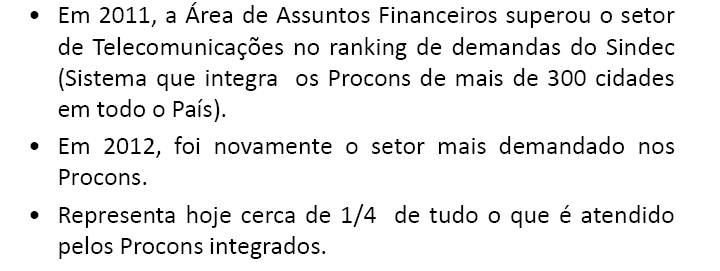 • Em 2011, a Área de Assuntos Financeiros superou o setor
de Telecomunicações no ranking de demandas do Sindec
(Sistema que integra  os Procons de mais de 300 cidades
em todo o País).
• Em 2012, foi novamente o setor mais demandado nos
Procons.
• Representa hoje cerca de 1/4  de tudo o que é atendido
pelos Procons integrados.